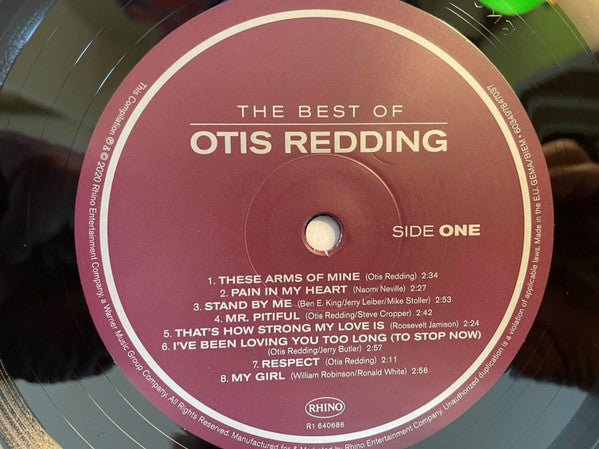 THE BEST OF
OTIS REDDING
SIDE ONE
1. THESE ARMS OF MINE (Otis Redding) 2:34
2. PAIN IN MY HEART (Naomi Neville) 2:27
3. STAND BY ME (Ben E. King/Jerry Leiber/Mike Stoller) 2:53
4. MR. PITIFUL (Otis Redding/Steve Cropper) 2:42
5. THAT'S HOW STRONG MY LOVE IS (Roosevelt Jamison) 2:24
6. I'VE BEEN LOVING YOU TOO LONG (TO STOP NOW)
(Otis Redding/Jerry Butler) 2:57
7. RESPECT (Otis Redding) 2:11
8. MY GIRL (William Robinson/Ronald White) 2:56
RHINO
R1 640686
This Compilation ℗ & © 2020 Rhino Entertainment Company, a Warner Music Group Company. All Rights Reserved. Manufactured for & Marketed by Rhino Entertainment Company. Unauthorized duplication is a violation of applicable laws. Made in the E.U. GEMA/BIEM • 603497847037